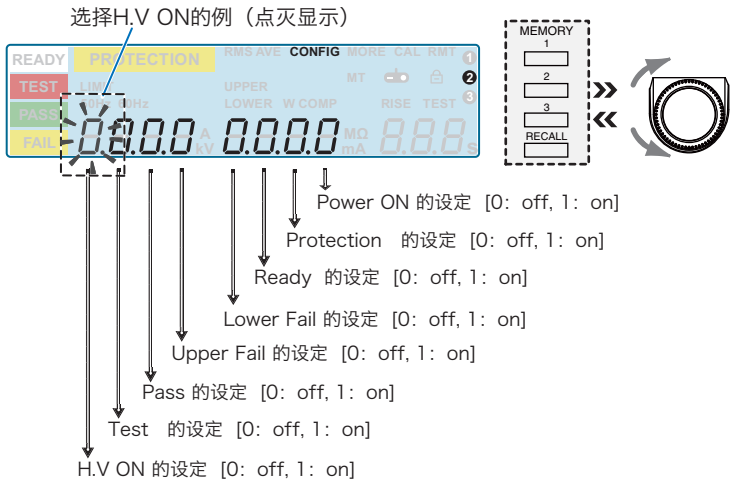 选择H.V ON的例（点灭显示）
READY PROTECTION RMS AVE CONFIG MORE CAL RMT 1
TEST LIMIT UPPER MT 2
50Hz 60Hz LOWER W COMP RISE TEST 3
PASS
FAIL 0.0.0.0 A kV 0.0.0.0 MΩ mA 8.8.8 s
MEMORY
1
2
3
RECALL
Power ON 的设定 [0：off, 1：on]
Protection 的设定 [0：off, 1：on]
Ready 的设定 [0：off, 1：on]
Lower Fail 的设定 [0：off, 1：on]
Upper Fail 的设定 [0：off, 1：on]
Pass 的设定 [0：off, 1：on]
Test 的设定 [0：off, 1：on]
H.V ON 的设定 [0：off, 1：on]